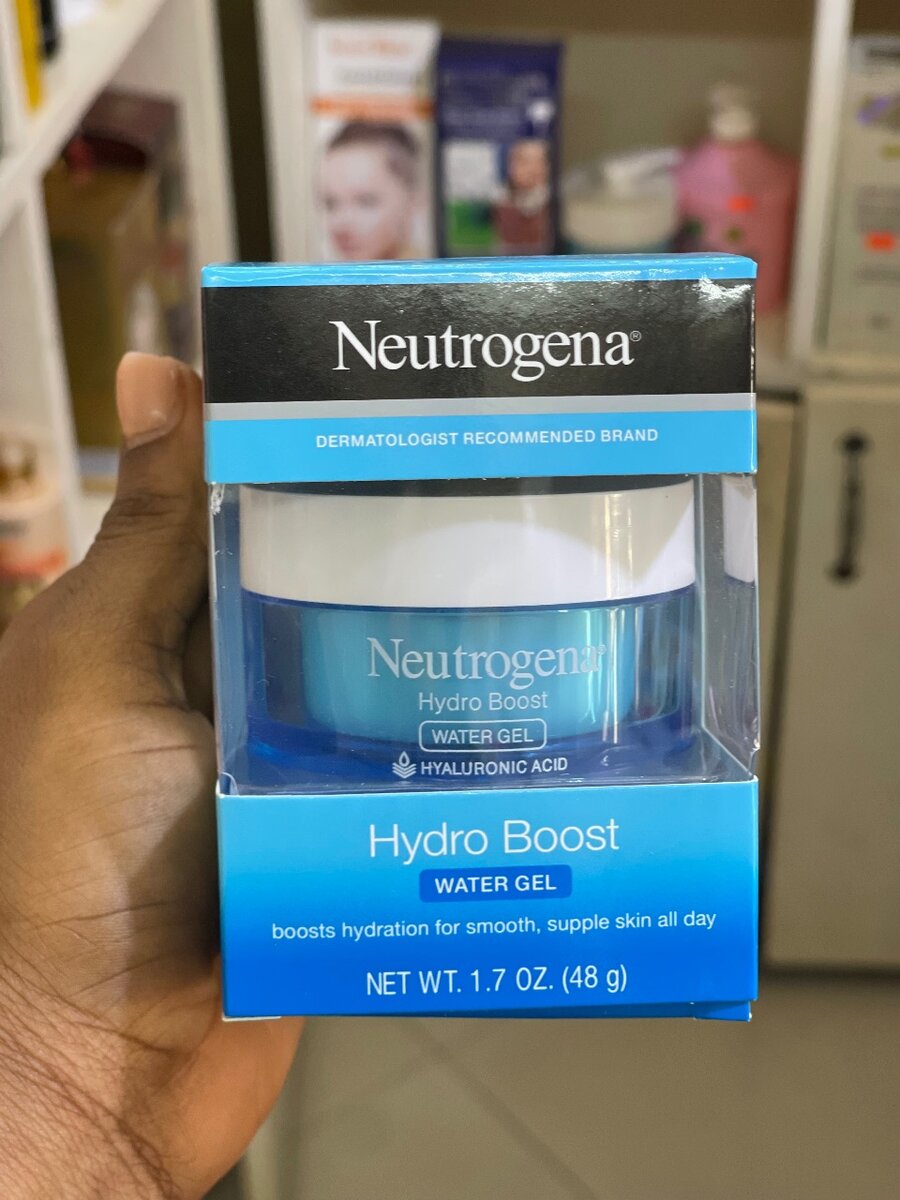 Neutrogena®
DERMATOLOGIST RECOMMENDED BRAND
Neutrogena®
Hydro Boost
WATER GEL
HYALURONIC ACID
Hydro Boost
WATER GEL
boosts hydration for smooth, supple skin all day
NET WT. 1.7 OZ. (48 g)